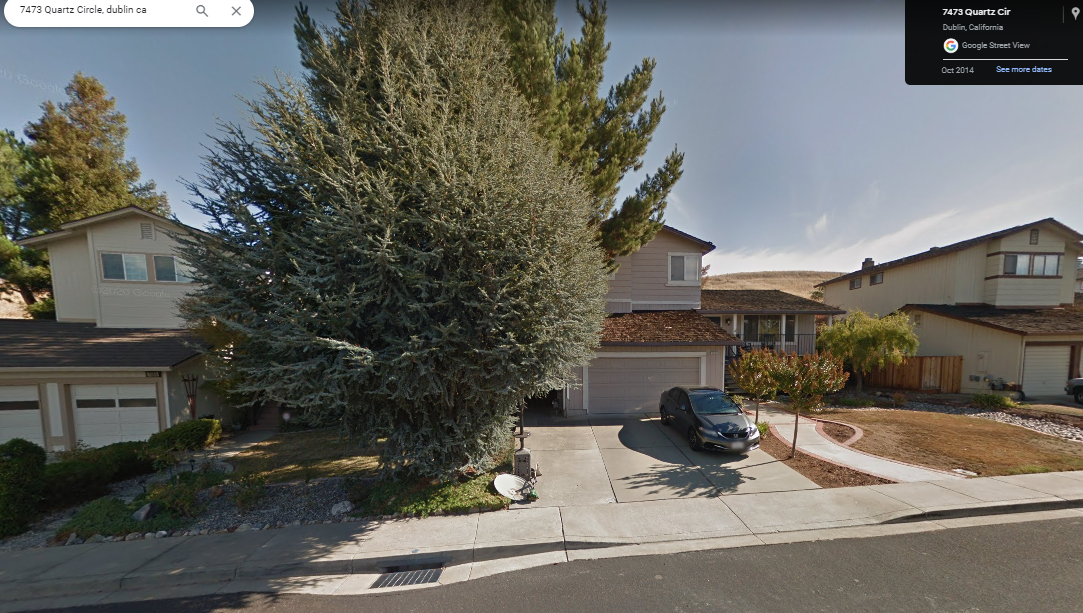 7473 Quartz Circle, dublin ca
7473 Quartz Cir
Dublin, California
Google Street View
Oct 2014
See more dates